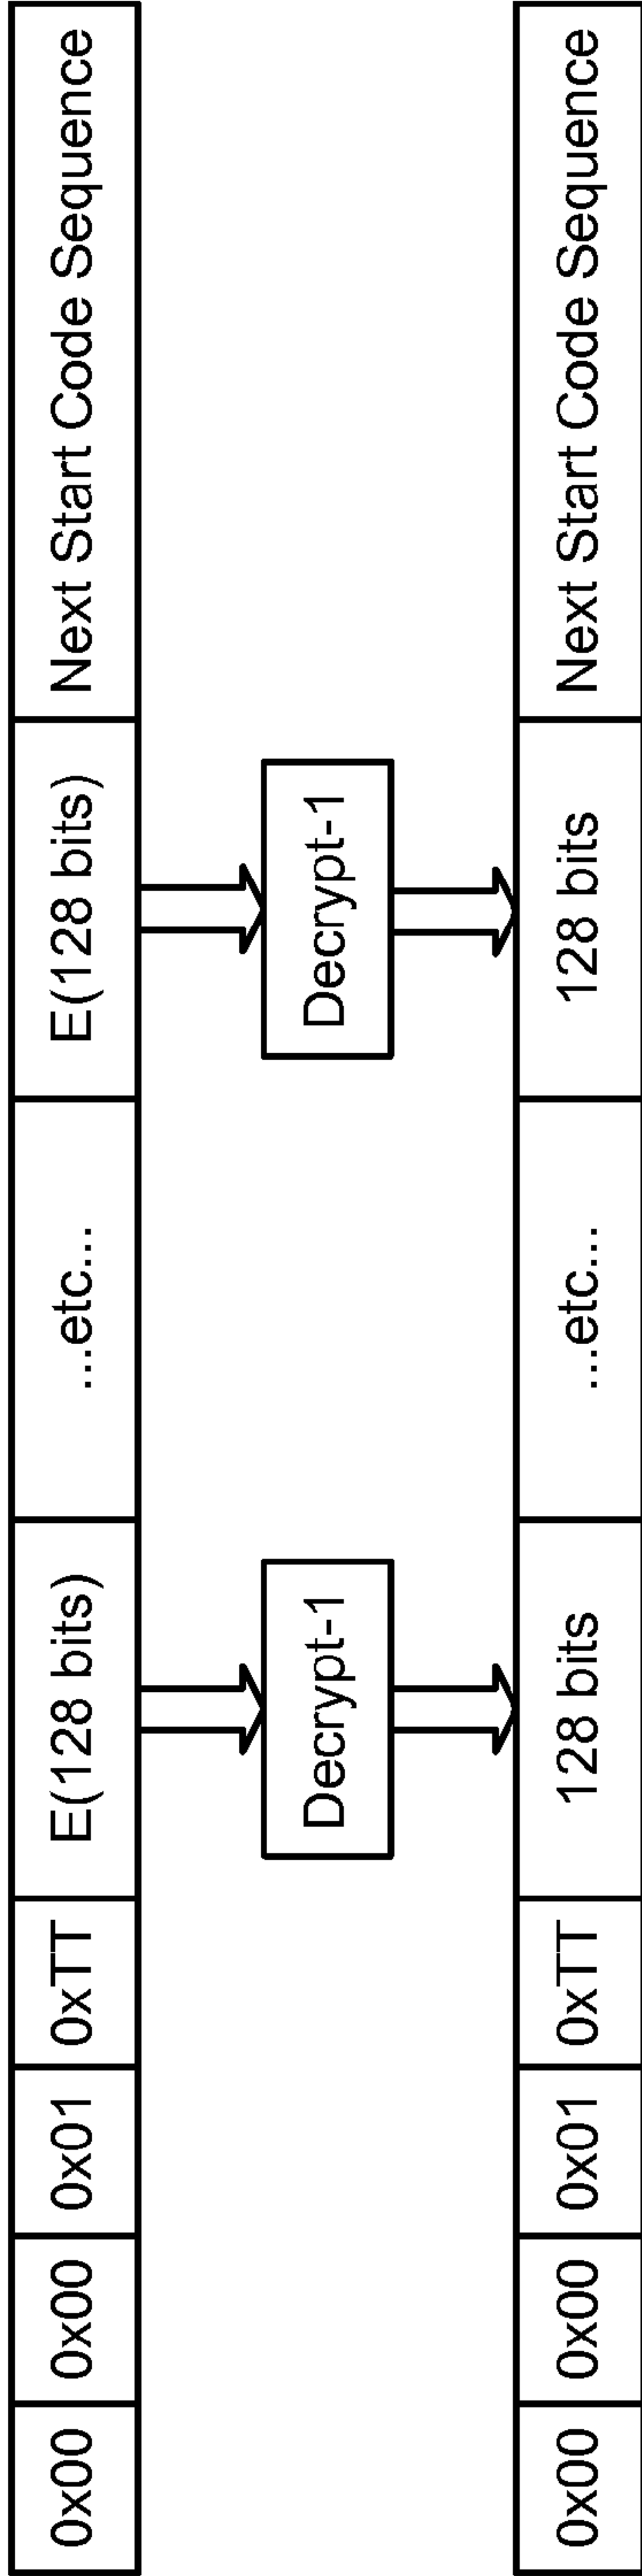 0x00 0x00 0x01 0xTT E(128 bits) ...etc... E(128 bits) Next Start Code Sequence
Decrypt-1 Decrypt-1
0x00 0x00 0x01 0xTT 128 bits ...etc... 128 bits Next Start Code Sequence